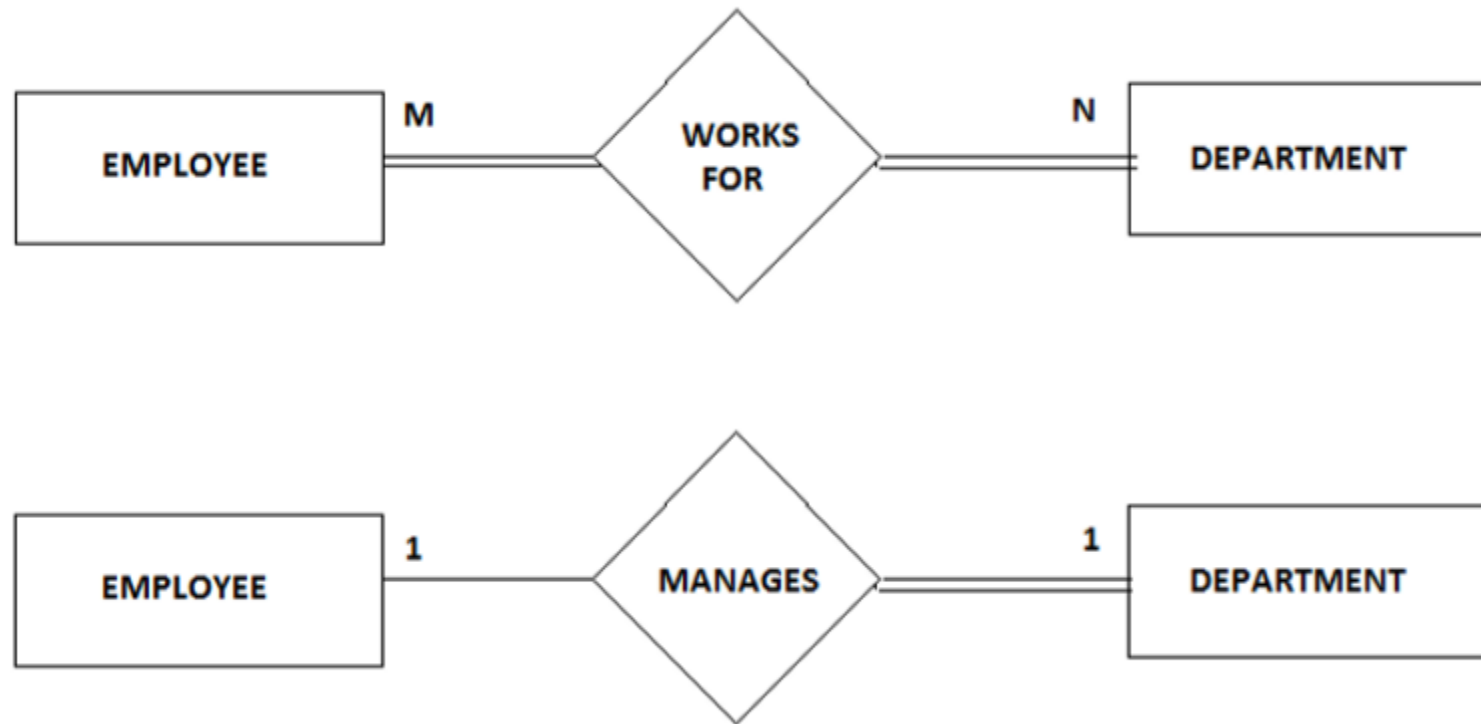 M
N
EMPLOYEE
WORKS
FOR
DEPARTMENT
1
1
EMPLOYEE
MANAGES
DEPARTMENT